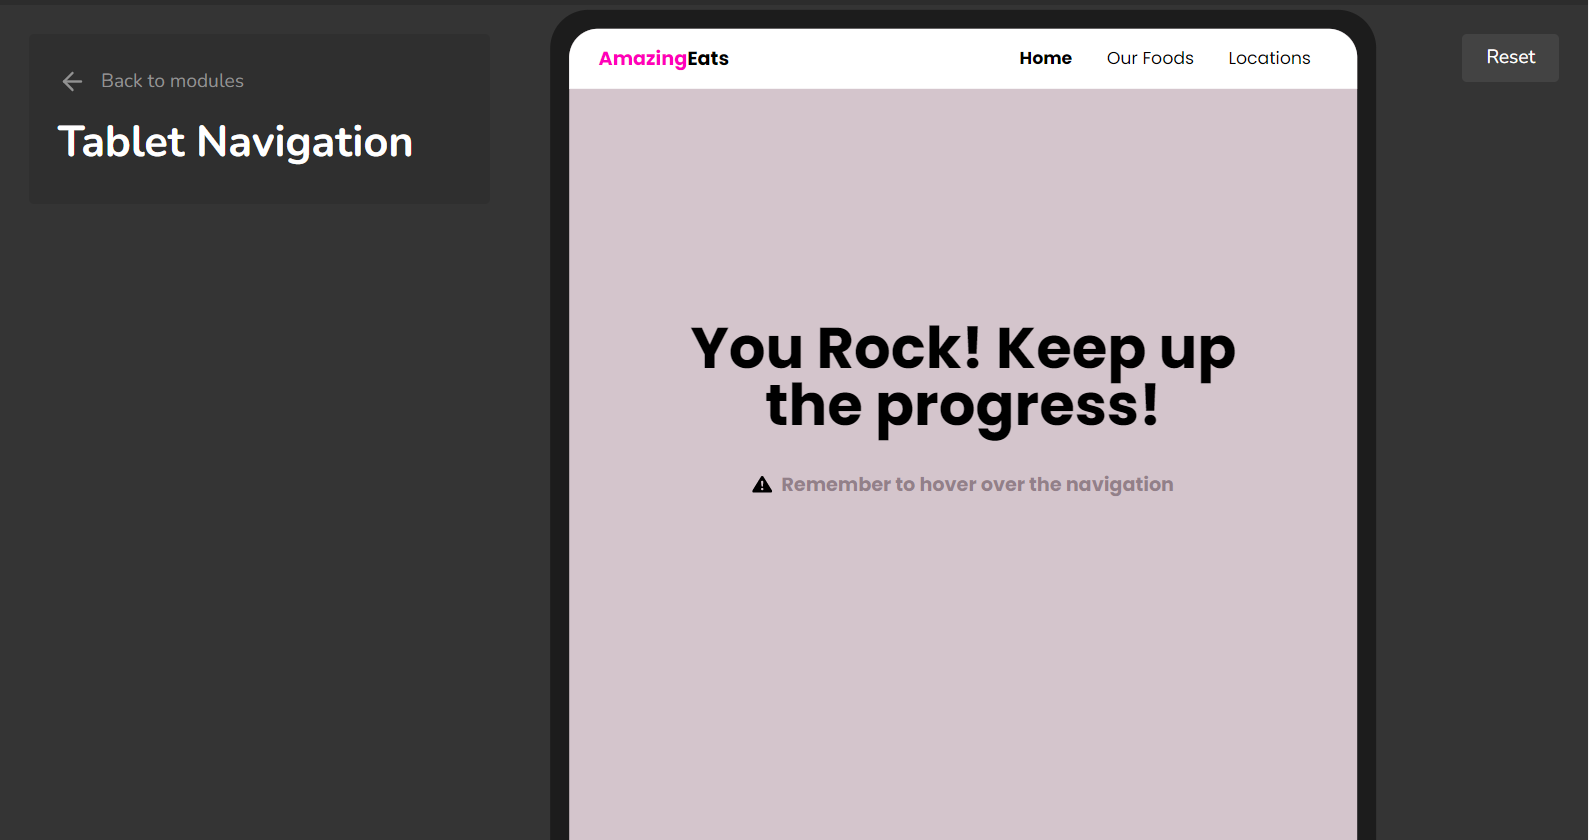 Back to modules
Tablet Navigation
AmazingEats
Home
Our Foods
Locations
You Rock! Keep up
the progress!
Remember to hover over the navigation
Reset